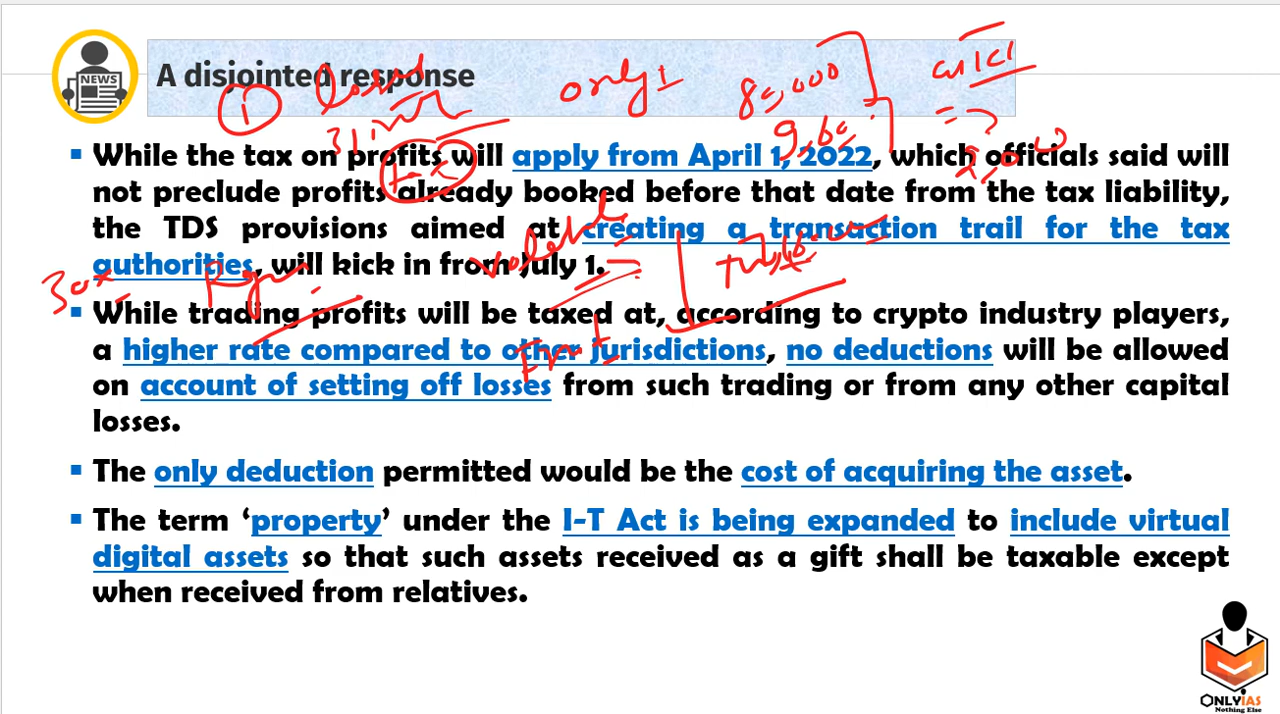 NEWS
A disjointed response
only 1
80,000
▪ While the tax on profits will apply from April 1, 2022, which officials said will
not preclude profits already booked before that date from the tax liability,
the TDS provisions aimed at creating a transaction trail for the tax
authorities, will kick in from July 1.
▪ While trading profits will be taxed at, according to crypto industry players,
a higher rate compared to other jurisdictions, no deductions will be allowed
on account of setting off losses from such trading or from any other capital
losses.
▪ The only deduction permitted would be the cost of acquiring the asset.
▪ The term ‘property’ under the I-T Act is being expanded to include virtual
digital assets so that such assets received as a gift shall be taxable except
when received from relatives.
ONLYIAS
Nothing Else